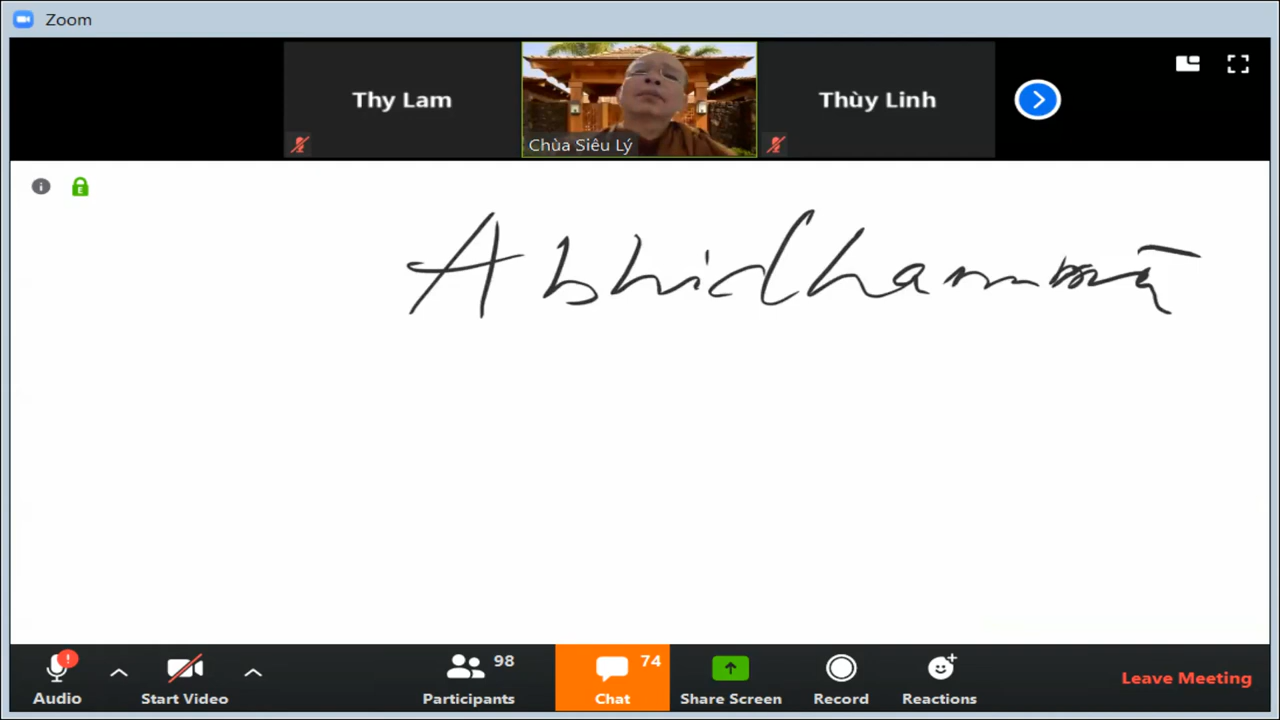 Zoom
Thy Lam
Chùa Siêu Lý
Thùy Linh
E
Abhidhammā
98
74
Audio
Start Video
Participants
Chat
Share Screen
Record
Reactions
Leave Meeting